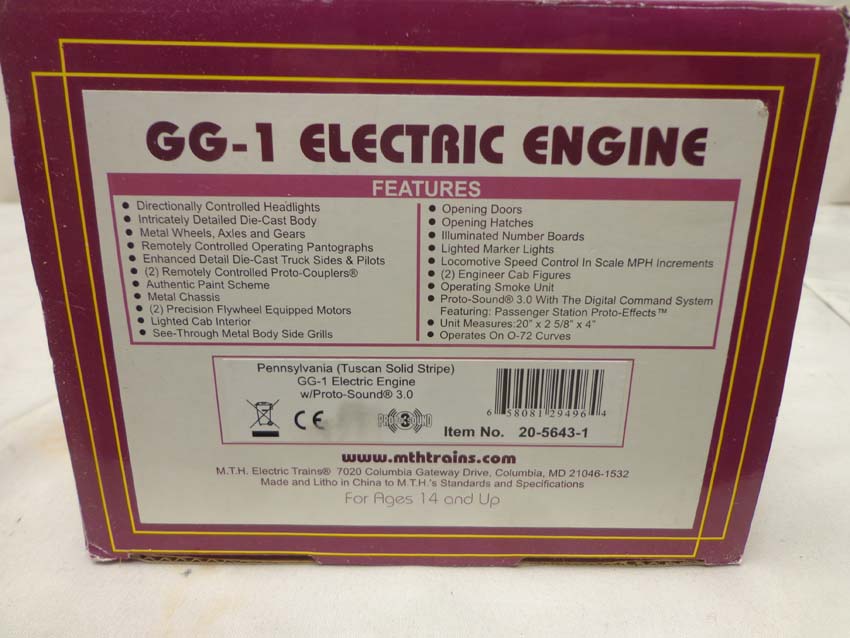 GG-1 ELECTRIC ENGINE
FEATURES
• Directionally Controlled Headlights
• Intricately Detailed Die-Cast Body
• Metal Wheels, Axles and Gears
• Remotely Controlled Operating Pantographs
• Enhanced Detail Die-Cast Truck Sides & Pilots
• (2) Remotely Controlled Proto-Couplers®
• Authentic Paint Scheme
• Metal Chassis
• (2) Precision Flywheel Equipped Motors
• Lighted Cab Interior
• See-Through Metal Body Side Grills
• Opening Doors
• Opening Hatches
• Illuminated Number Boards
• Lighted Marker Lights
• Locomotive Speed Control In Scale MPH Increments
• (2) Engineer Cab Figures
• Operating Smoke Unit
• Proto-Sound® 3.0 With The Digital Command System
Featuring: Passenger Station Proto-Effects™
• Unit Measures:20" x 2 5/8" x 4"
• Operates On O-72 Curves
Pennsylvania (Tuscan Solid Stripe)
GG-1 Electric Engine
w/Proto-Sound® 3.0
CE
PROTO 3 SOUND
6 58081 29496 4
Item No. 20-5643-1
www.mthtrains.com
M.T.H. Electric Trains® 7020 Columbia Gateway Drive, Columbia, MD 21046-1532
Made and Litho in China to M.T.H.'s Standards and Specifications
For Ages 14 and Up